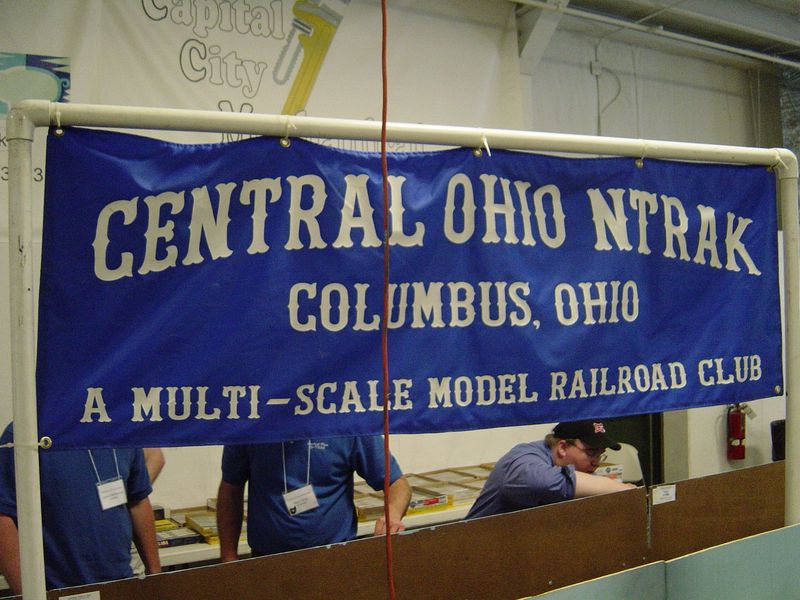 Capital
City
CENTRAL OHIO NTRAK
COLUMBUS, OHIO
A MULTI-SCALE MODEL RAILROAD CLUB